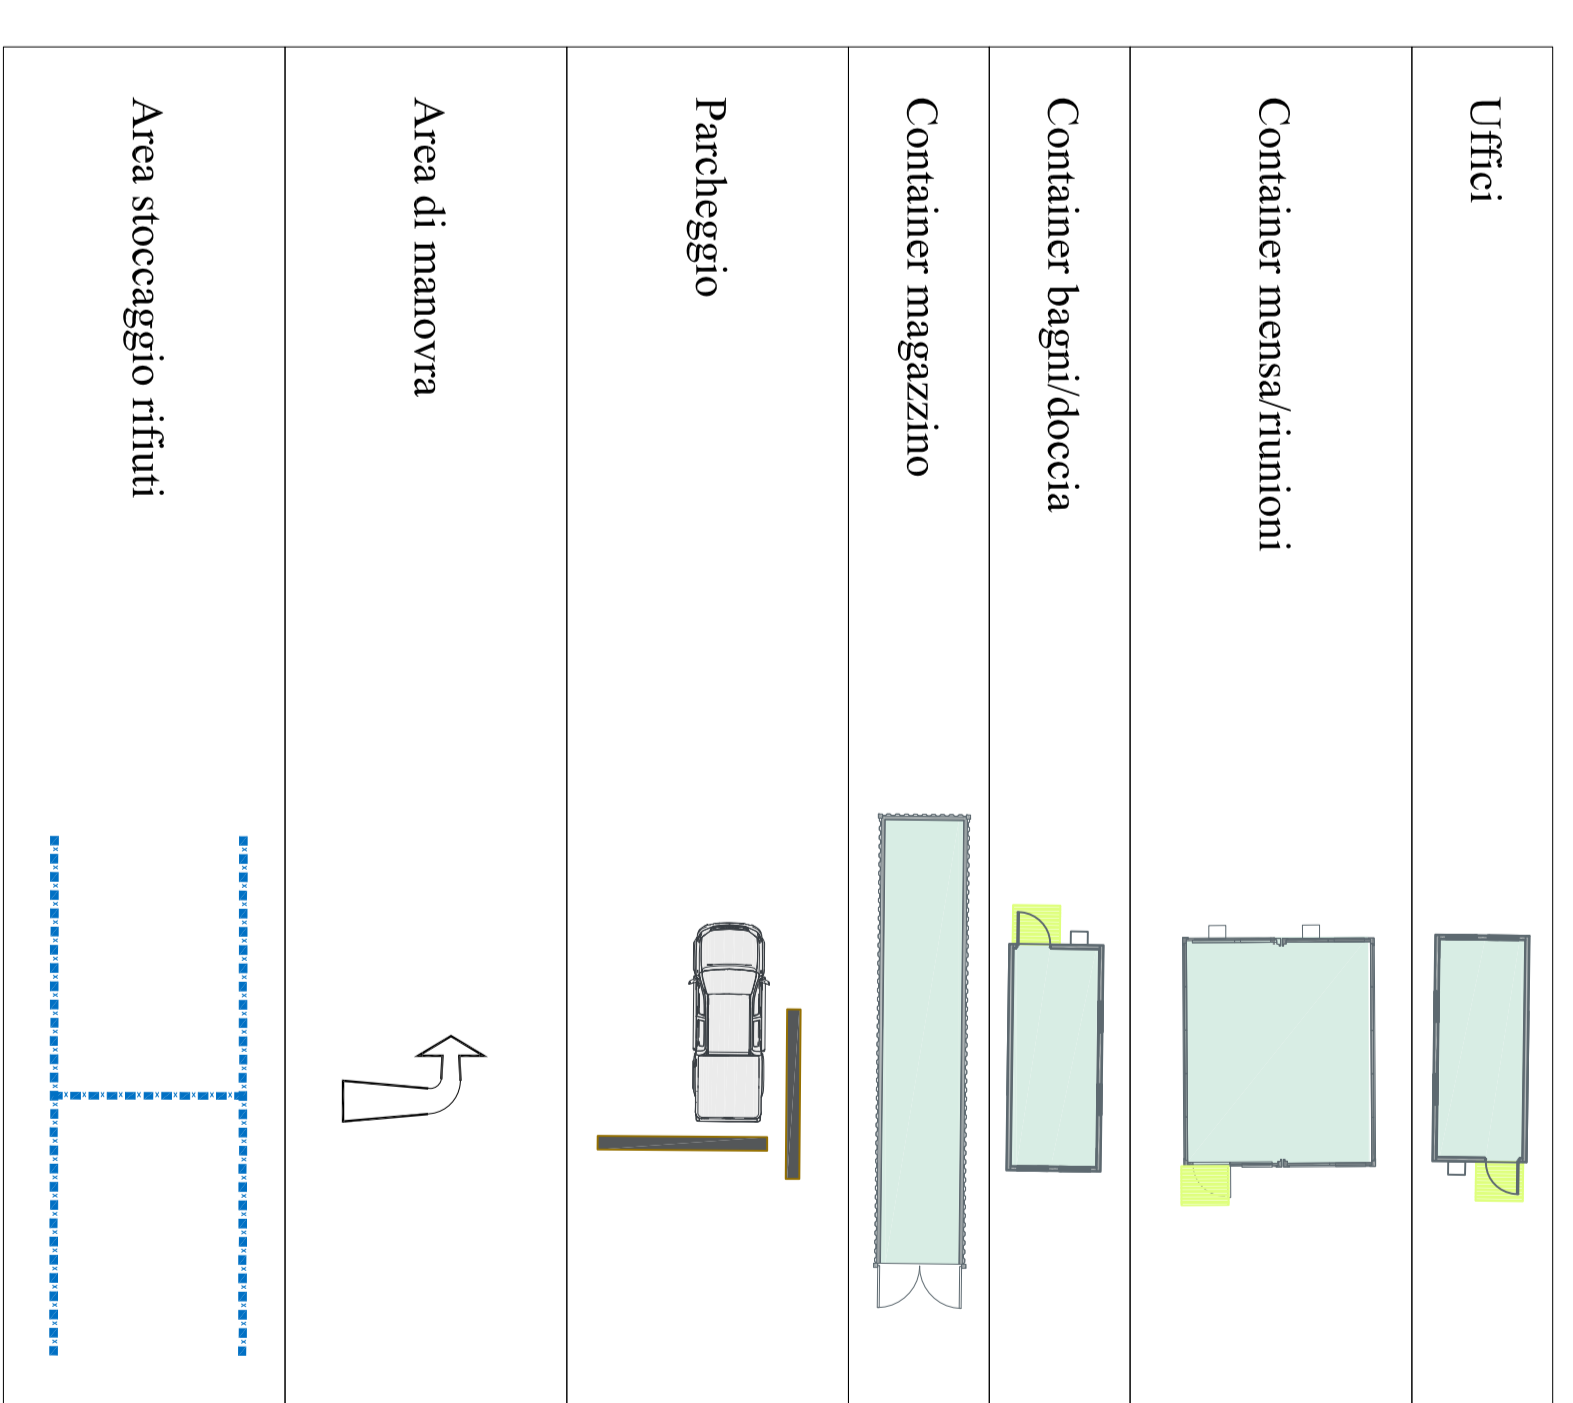 Uffici
Container mensa/riunioni
Container bagni/doccia
Container magazzino
Parcheggio
Area di manovra
Area stoccaggio rifiuti